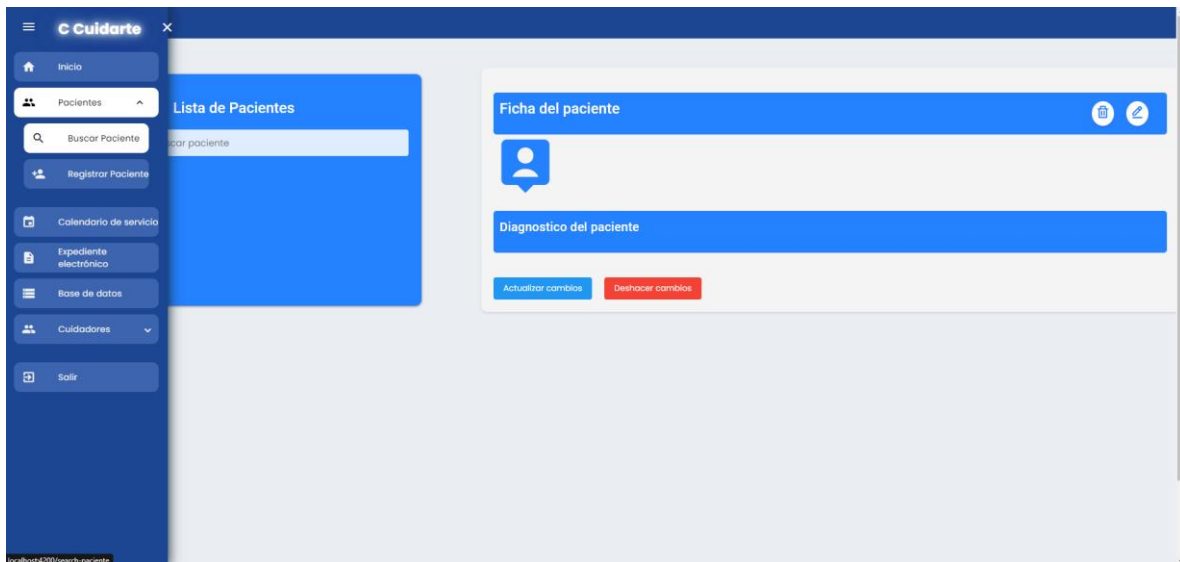 C Cuidarte
Inicio
Pacientes
Buscar Paciente
Registrar Paciente
Calendario de servicio
Expediente
electrónico
Base de datos
Cuidadores
Salir
localhost:4200/search-paciente
Lista de Pacientes
scar paciente
Ficha del paciente
Diagnostico del paciente
Actualizar cambios
Deshacer cambios